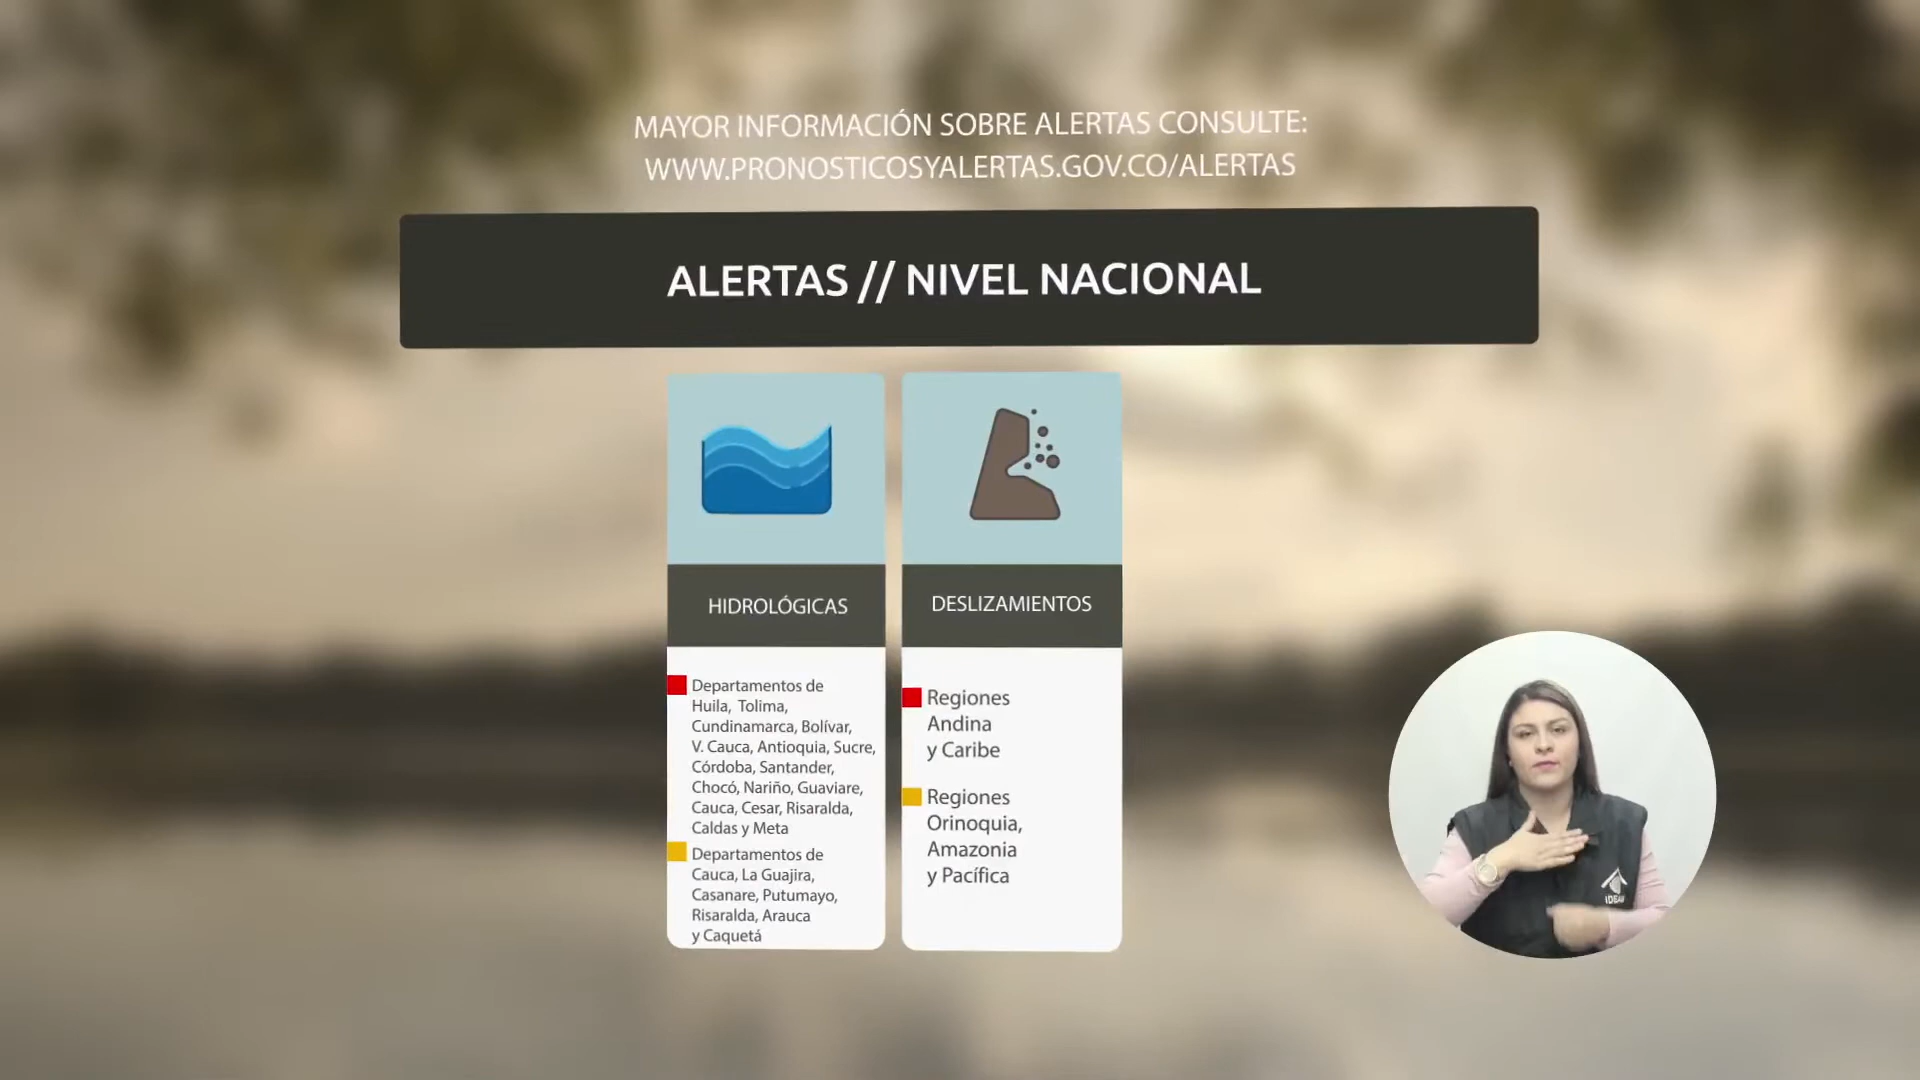 MAYOR INFORMACIÓN SOBRE ALERTAS CONSULTE:
WWW.PRONOSTICOSYALERTAS.GOV.CO/ALERTAS
ALERTAS // NIVEL NACIONAL
HIDROLÓGICAS
Departamentos de
Huila, Tolima,
Cundinamarca, Bolívar,
V. Cauca, Antioquia, Sucre,
Córdoba, Santander,
Chocó, Nariño, Guaviare,
Cauca, Cesar, Risaralda,
Caldas y Meta
Departamentos de
Cauca, La Guajira,
Casanare, Putumayo,
Risaralda, Arauca
y Caquetá
DESLIZAMIENTOS
Regiones
Andina
y Caribe
Regiones
Orinoquia,
Amazonia
y Pacífica
IDEAM